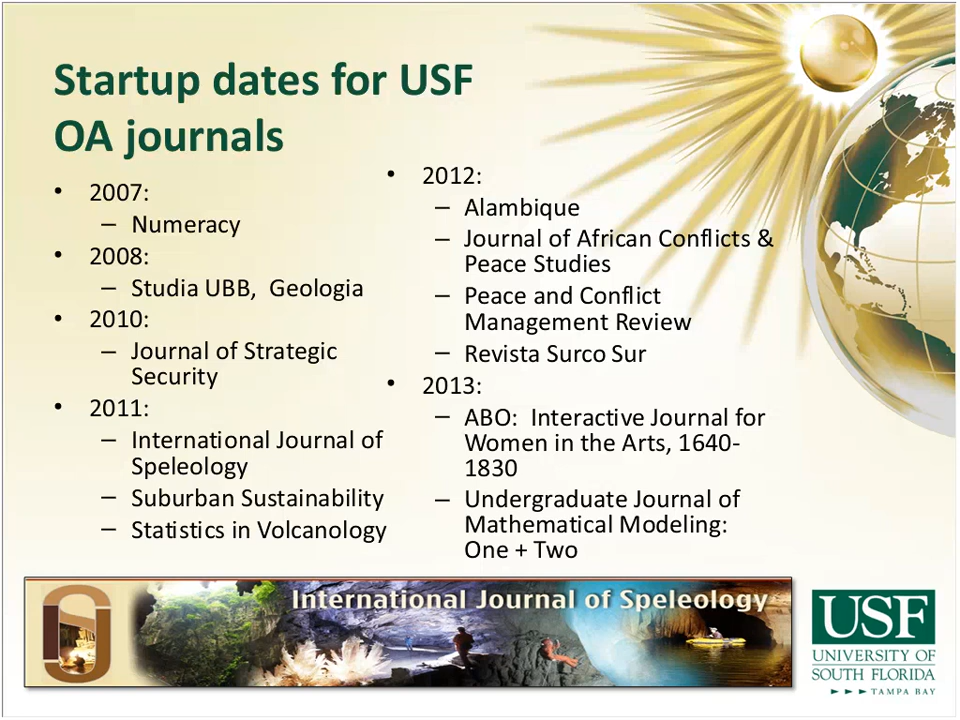 Startup dates for USF
OA journals
• 2007:
– Numeracy
• 2008:
– Studia UBB, Geologia
• 2010:
– Journal of Strategic
Security
• 2011:
– International Journal of
Speleology
– Suburban Sustainability
– Statistics in Volcanology
• 2012:
– Alambique
– Journal of African Conflicts &
Peace Studies
– Peace and Conflict
Management Review
– Revista Surco Sur
• 2013:
– ABO: Interactive Journal for
Women in the Arts, 1640-
1830
– Undergraduate Journal of
Mathematical Modeling:
One + Two
International Journal of Speleology
USF
UNIVERSITY OF
SOUTH FLORIDA
TAMPA BAY